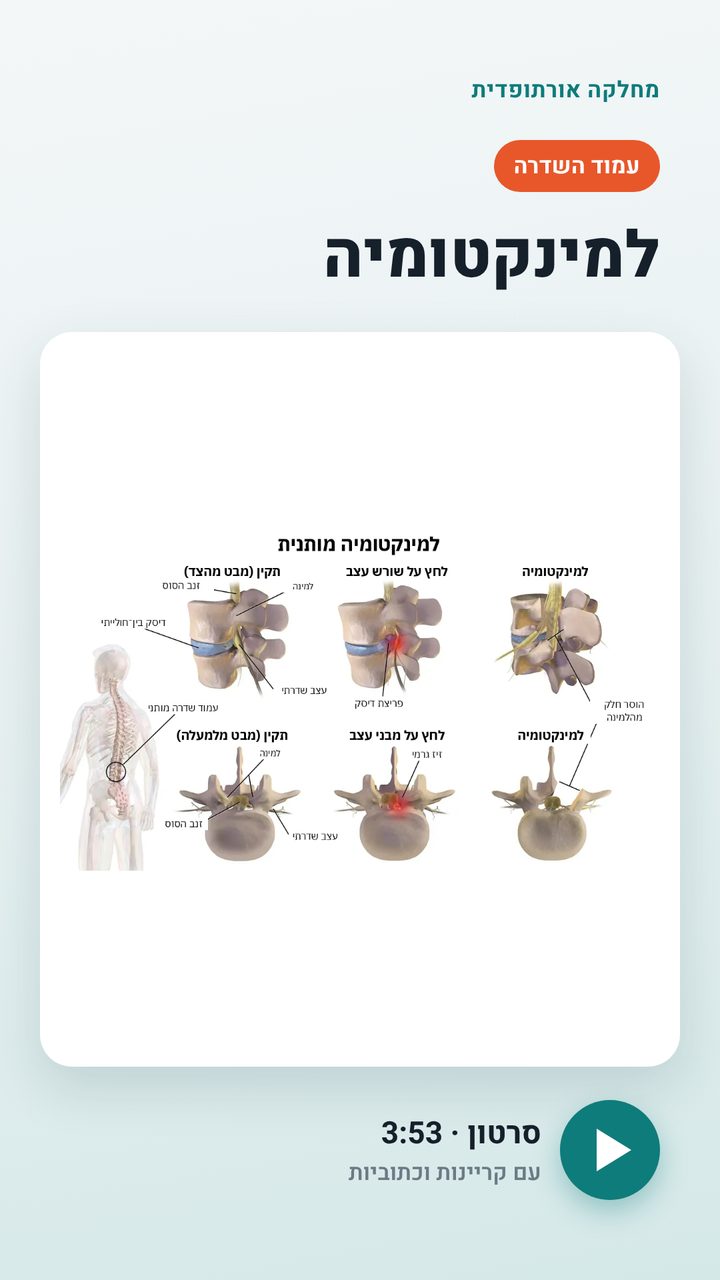 מחלקה אורתופדית
עמוד השדרה
למינקטומיה
למינקטומיה מותנית
תקין (מבט מהצד)
לחץ על שורש עצב
למינקטומיה
זנב הסוס
למינה
דיסק בין־חולייתי
עצב שדרתי
פריצת דיסק
הוסר חלק
מהלמינה
עמוד שדרה מותני
תקין (מבט מלמעלה)
לחץ על מבני עצב
למינקטומיה
למינה
זיז גרמי
זנב הסוס
עצב שדרתי
סרטון · 3:53
עם קריינות וכתוביות